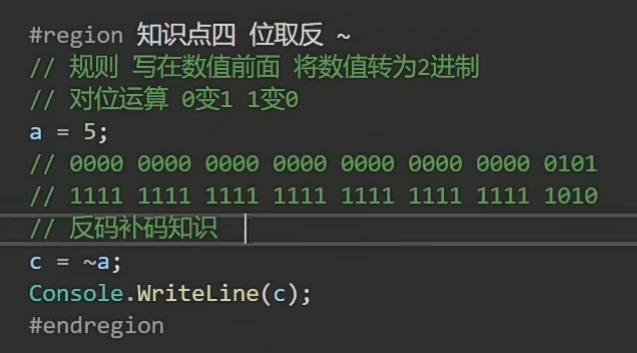 #region 知识点四 位取反 ~
// 规则 写在数值前面 将数值转为2进制
// 对位运算 0变1 1变0
a = 5;
// 0000 0000 0000 0000 0000 0000 0000 0101
// 1111 1111 1111 1111 1111 1111 1111 1010
// 反码补码知识
c = ~a;
Console.WriteLine(c);
#endregion